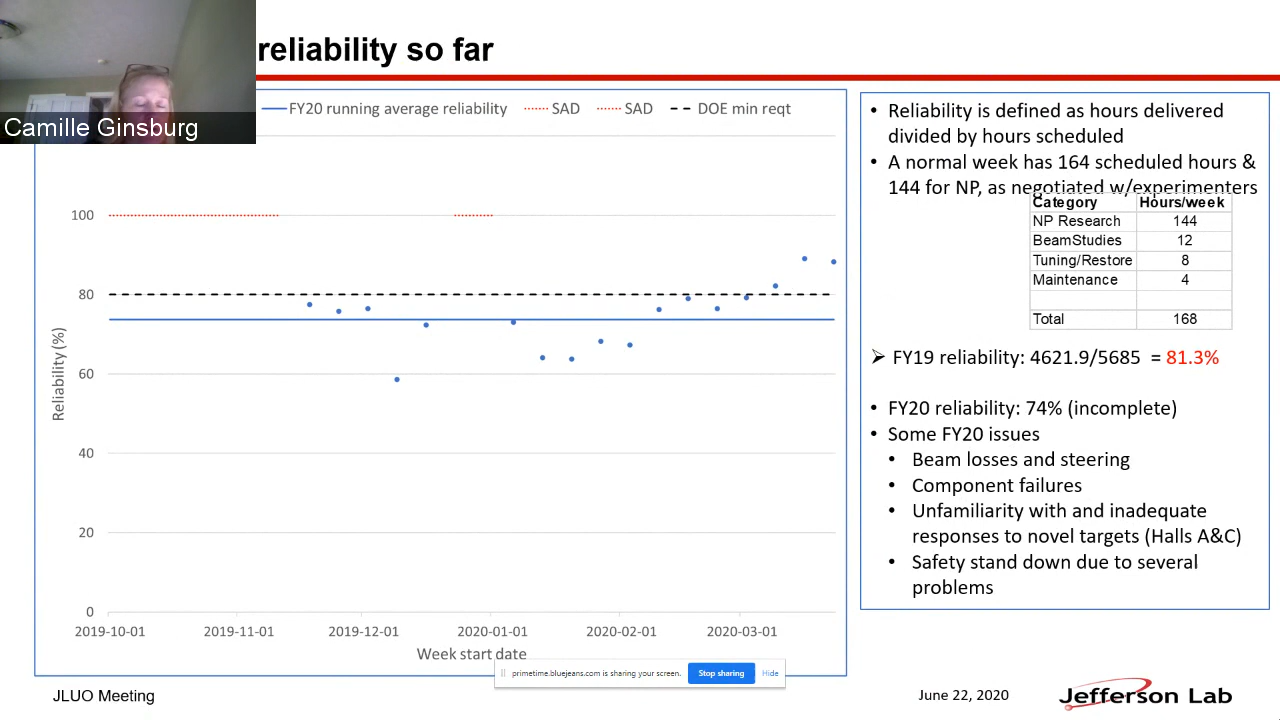 reliability so far
Camille Ginsburg
FY20 running average reliability
SAD
SAD
DOE min reqt
100
80
60
40
20
0
Reliability (%)
2019-10-01
2019-11-01
2019-12-01
2020-01-01
2020-02-01
2020-03-01
Week start date
• Reliability is defined as hours delivered
divided by hours scheduled
• A normal week has 164 scheduled hours &
144 for NP, as negotiated w/experimenters
Category Hours/week
NP Research 144
BeamStudies 12
Tuning/Restore 8
Maintenance 4
Total 168
➢ FY19 reliability: 4621.9/5685 = 81.3%
• FY20 reliability: 74% (incomplete)
• Some FY20 issues
• Beam losses and steering
• Component failures
• Unfamiliarity with and inadequate
responses to novel targets (Halls A&C)
• Safety stand down due to several
problems
primetime.bluejeans.com is sharing your screen.
Stop sharing
Hide
JLUO Meeting
June 22, 2020
Jefferson Lab